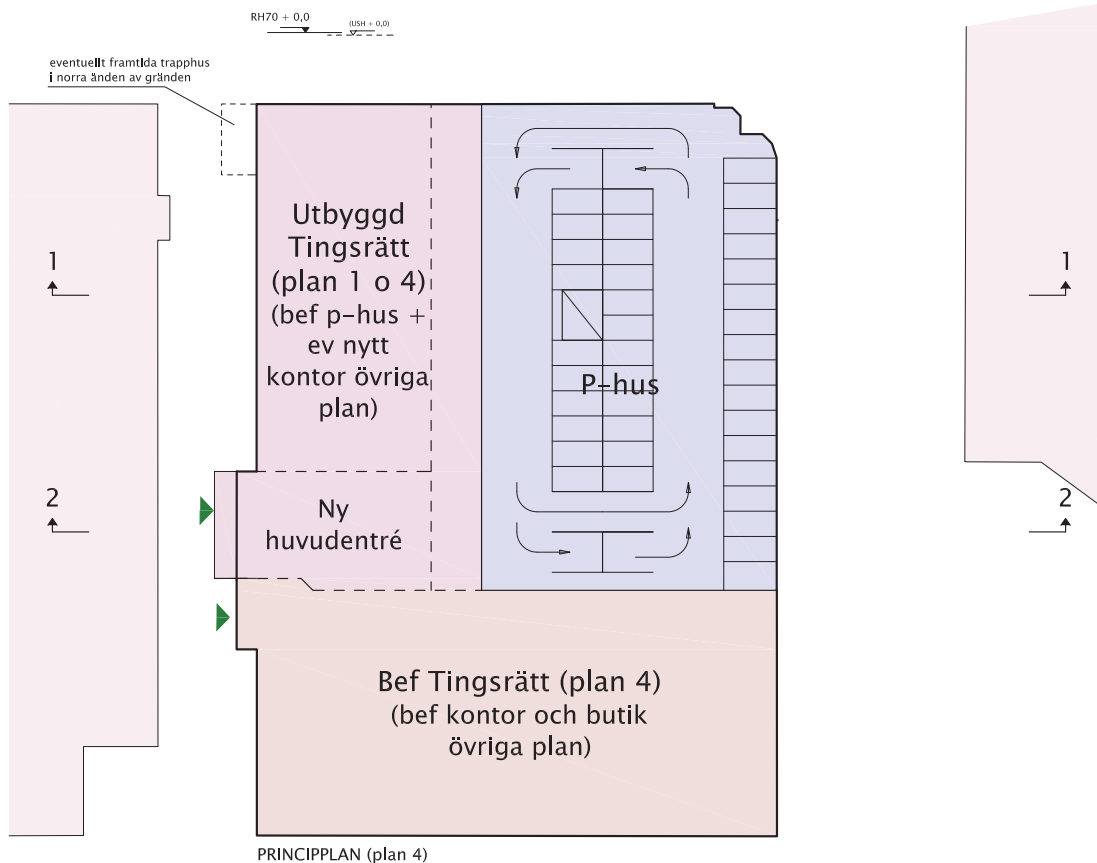 RH70 + 0,0
(USH + 0,0)
eventuellt framtida trapphus
i norra änden av gränden
Utbyggd
Tingsrätt
(plan 1 o 4)
(bef p-hus +
ev nytt
kontor övriga
plan)
P-hus
1
1
2
2
Ny
huvudentré
Bef Tingsrätt (plan 4)
(bef kontor och butik
övriga plan)
PRINCIPPLAN (plan 4)